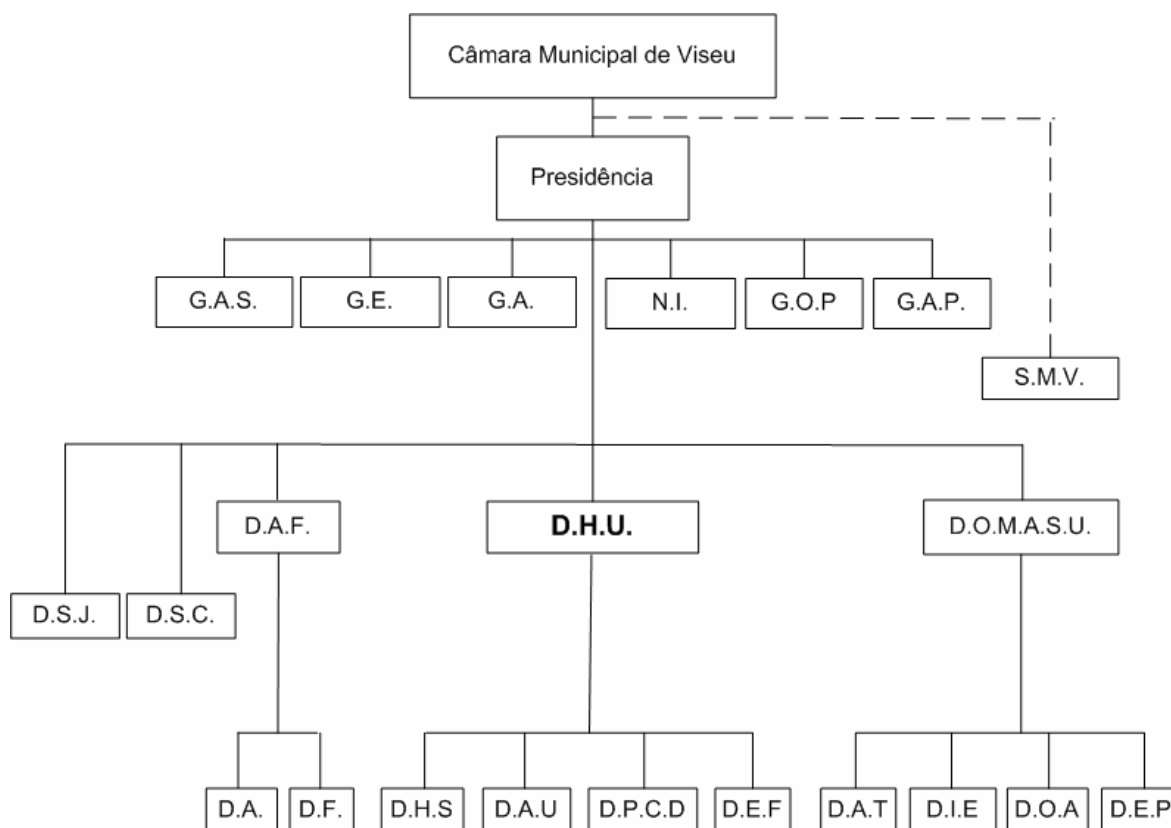 Câmara Municipal de Viseu
Presidência
G.A.S.
G.E.
G.A.
N.I.
G.O.P
G.A.P.
S.M.V.
D.A.F.
D.H.U.
D.O.M.A.S.U.
D.S.J.
D.S.C.
D.A.
D.F.
D.H.S
D.A.U
D.P.C.D
D.E.F
D.A.T
D.I.E
D.O.A
D.E.P